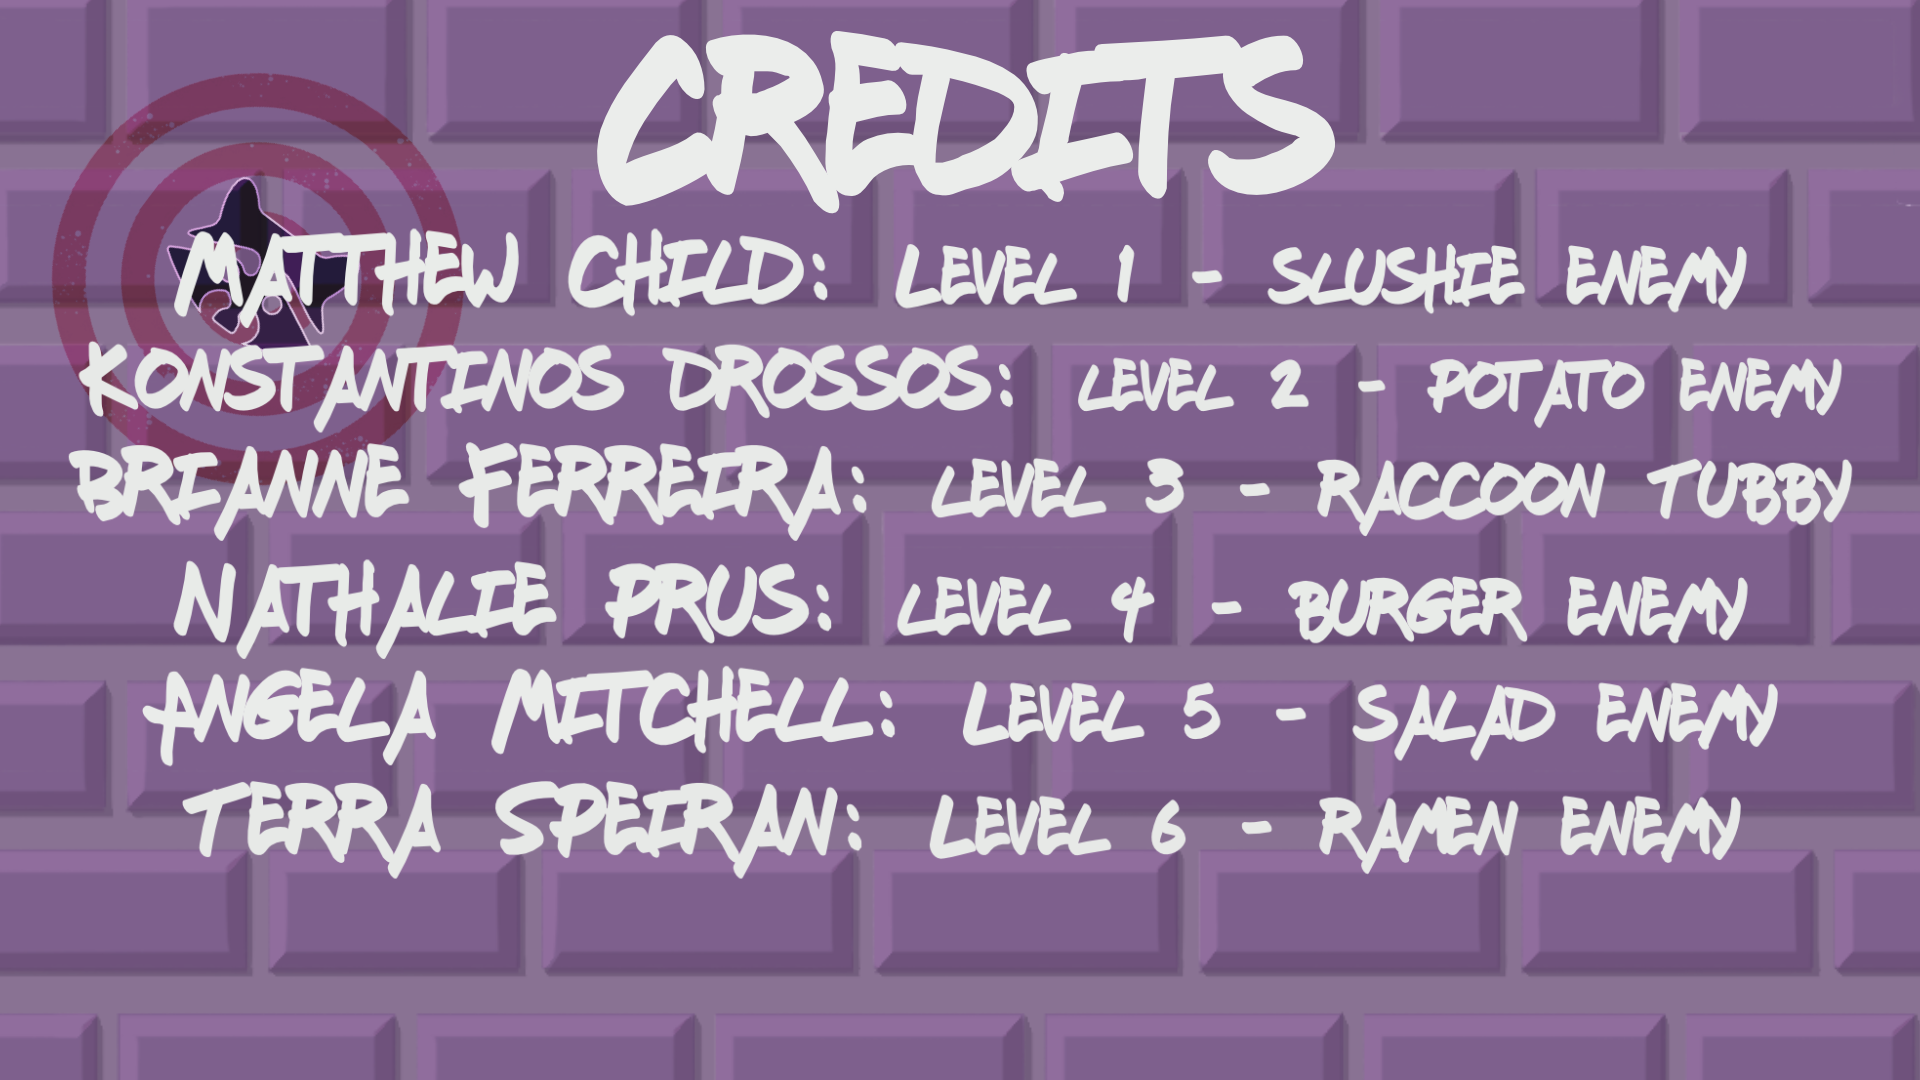 CREDITS
MATTHEW CHILD: LEVEL 1 - SLUSHIE ENEMY
KONSTANTINOS DROSSOS: LEVEL 2 - POTATO ENEMY
BRIANNE FERREIRA: LEVEL 3 - RACCOON TUBBY
NATHALIE PRUS: LEVEL 4 - BURGER ENEMY
ANGELA MITCHELL: LEVEL 5 - SALAD ENEMY
TERRA SPEIRAN: LEVEL 6 - RAMEN ENEMY